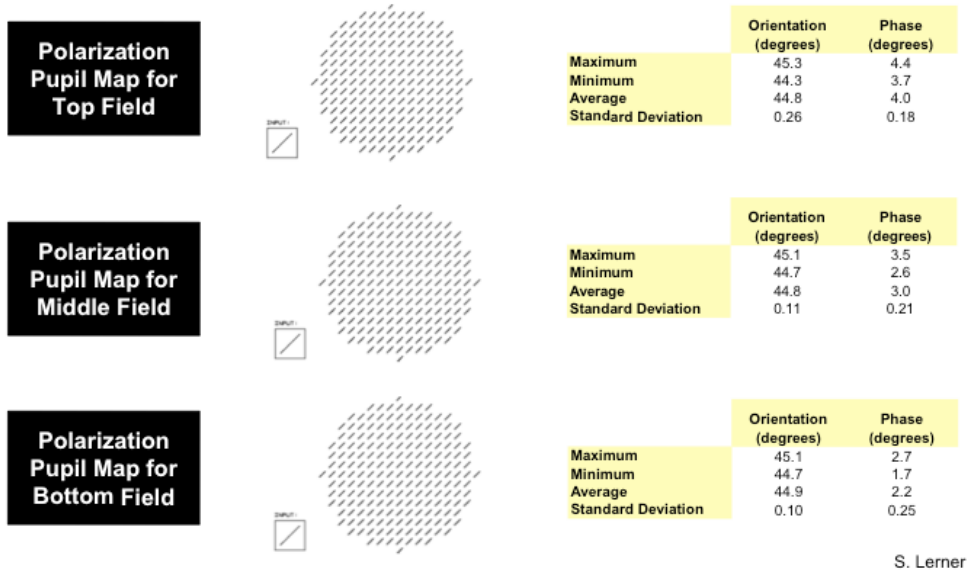 Polarization
Pupil Map for
Top Field
INPUT:
Orientation Phase
(degrees) (degrees)
Maximum 45.3 4.4
Minimum 44.3 3.7
Average 44.8 4.0
Standard Deviation 0.26 0.18
Polarization
Pupil Map for
Middle Field
INPUT:
Orientation Phase
(degrees) (degrees)
Maximum 45.1 3.5
Minimum 44.7 2.6
Average 44.8 3.0
Standard Deviation 0.11 0.21
Polarization
Pupil Map for
Bottom Field
INPUT:
Orientation Phase
(degrees) (degrees)
Maximum 45.1 2.7
Minimum 44.7 1.7
Average 44.9 2.2
Standard Deviation 0.10 0.25
S. Lerner